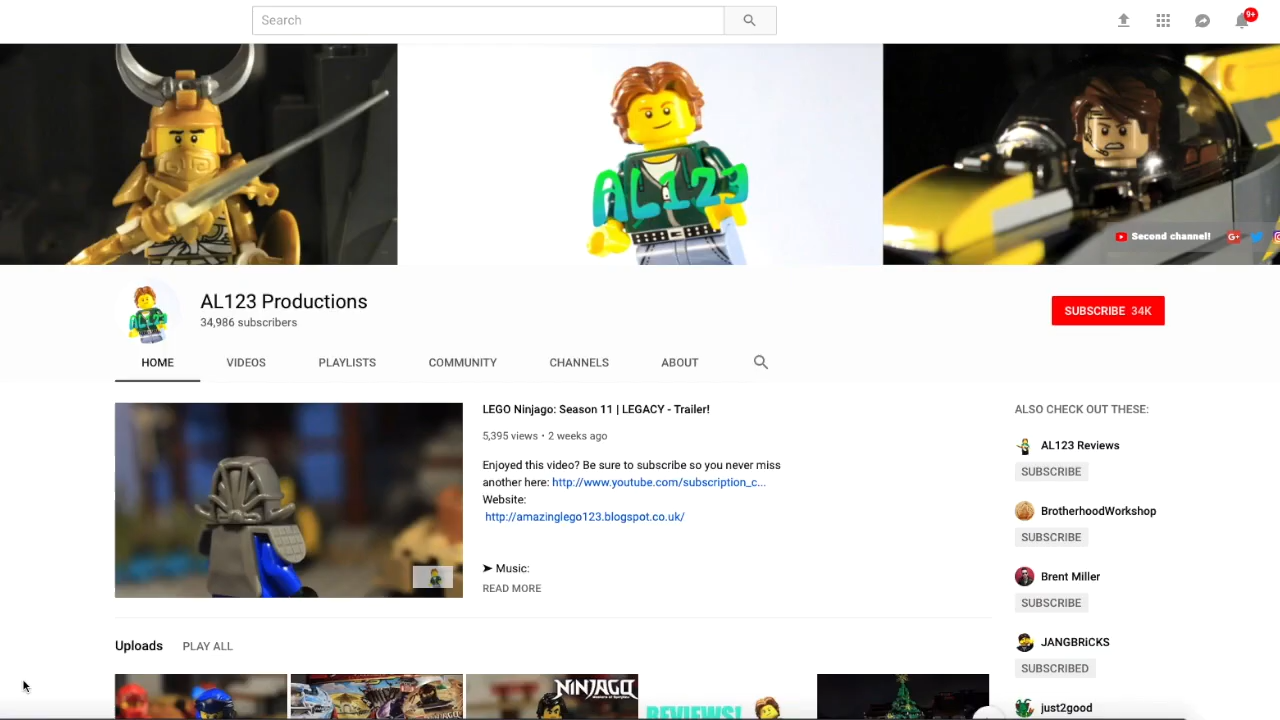 Search
9+
AL123
Second channel!
G+
AL123 Productions
34,986 subscribers
SUBSCRIBE 34K
HOME
VIDEOS
PLAYLISTS
COMMUNITY
CHANNELS
ABOUT
LEGO Ninjago: Season 11 | LEGACY - Trailer!
5,395 views • 2 weeks ago
Enjoyed this video? Be sure to subscribe so you never miss
another here: http://www.youtube.com/subscription_c...
Website:
http://amazinglego123.blogspot.co.uk/
➤ Music:
READ MORE
ALSO CHECK OUT THESE:
AL123 Reviews
SUBSCRIBE
BrotherhoodWorkshop
SUBSCRIBE
Brent Miller
SUBSCRIBE
JANGBRiCKS
SUBSCRIBED
just2good
Uploads PLAY ALL
NINJAGO
REVIEWS!